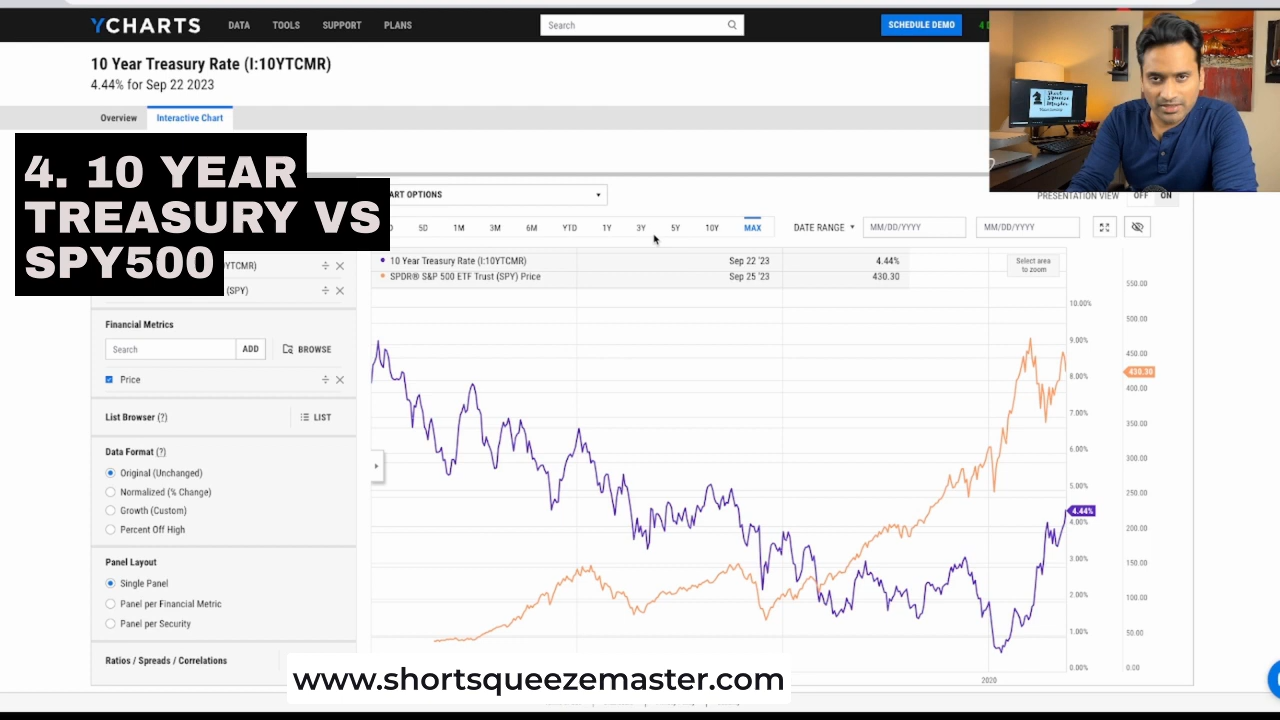 YCHARTS
DATA
TOOLS
SUPPORT
PLANS
Search
SCHEDULE DEMO
10 Year Treasury Rate (I:10YTCMR)
4.44% for Sep 22 2023
Overview
Interactive Chart
4. 10 YEAR
TREASURY VS
SPY500
ART OPTIONS
PRESENTATION VIEW
OFF
ON
5D
1M
3M
6M
YTD
1Y
3Y
5Y
10Y
MAX
DATE RANGE
MM/DD/YYYY
MM/DD/YYYY
YTCMR)
(SPY)
10 Year Treasury Rate (I:10YTCMR)
Sep 22 '23
4.44%
SPDR® S&P 500 ETF Trust (SPY) Price
Sep 25 '23
430.30
Select area
to zoom
Financial Metrics
Search
ADD
BROWSE
Price
List Browser (?)
LIST
Data Format (?)
Original (Unchanged)
Normalized (% Change)
Growth (Custom)
Percent Off High
Panel Layout
Single Panel
Panel per Financial Metric
Panel per Security
Ratios / Spreads / Correlations
10.00%
9.00%
8.00%
7.00%
6.00%
5.00%
4.44%
4.00%
3.00%
2.00%
1.00%
0.00%
550.00
500.00
450.00
430.30
400.00
350.00
300.00
250.00
200.00
150.00
100.00
50.00
0.00
2020
www.shortsqueezemaster.com